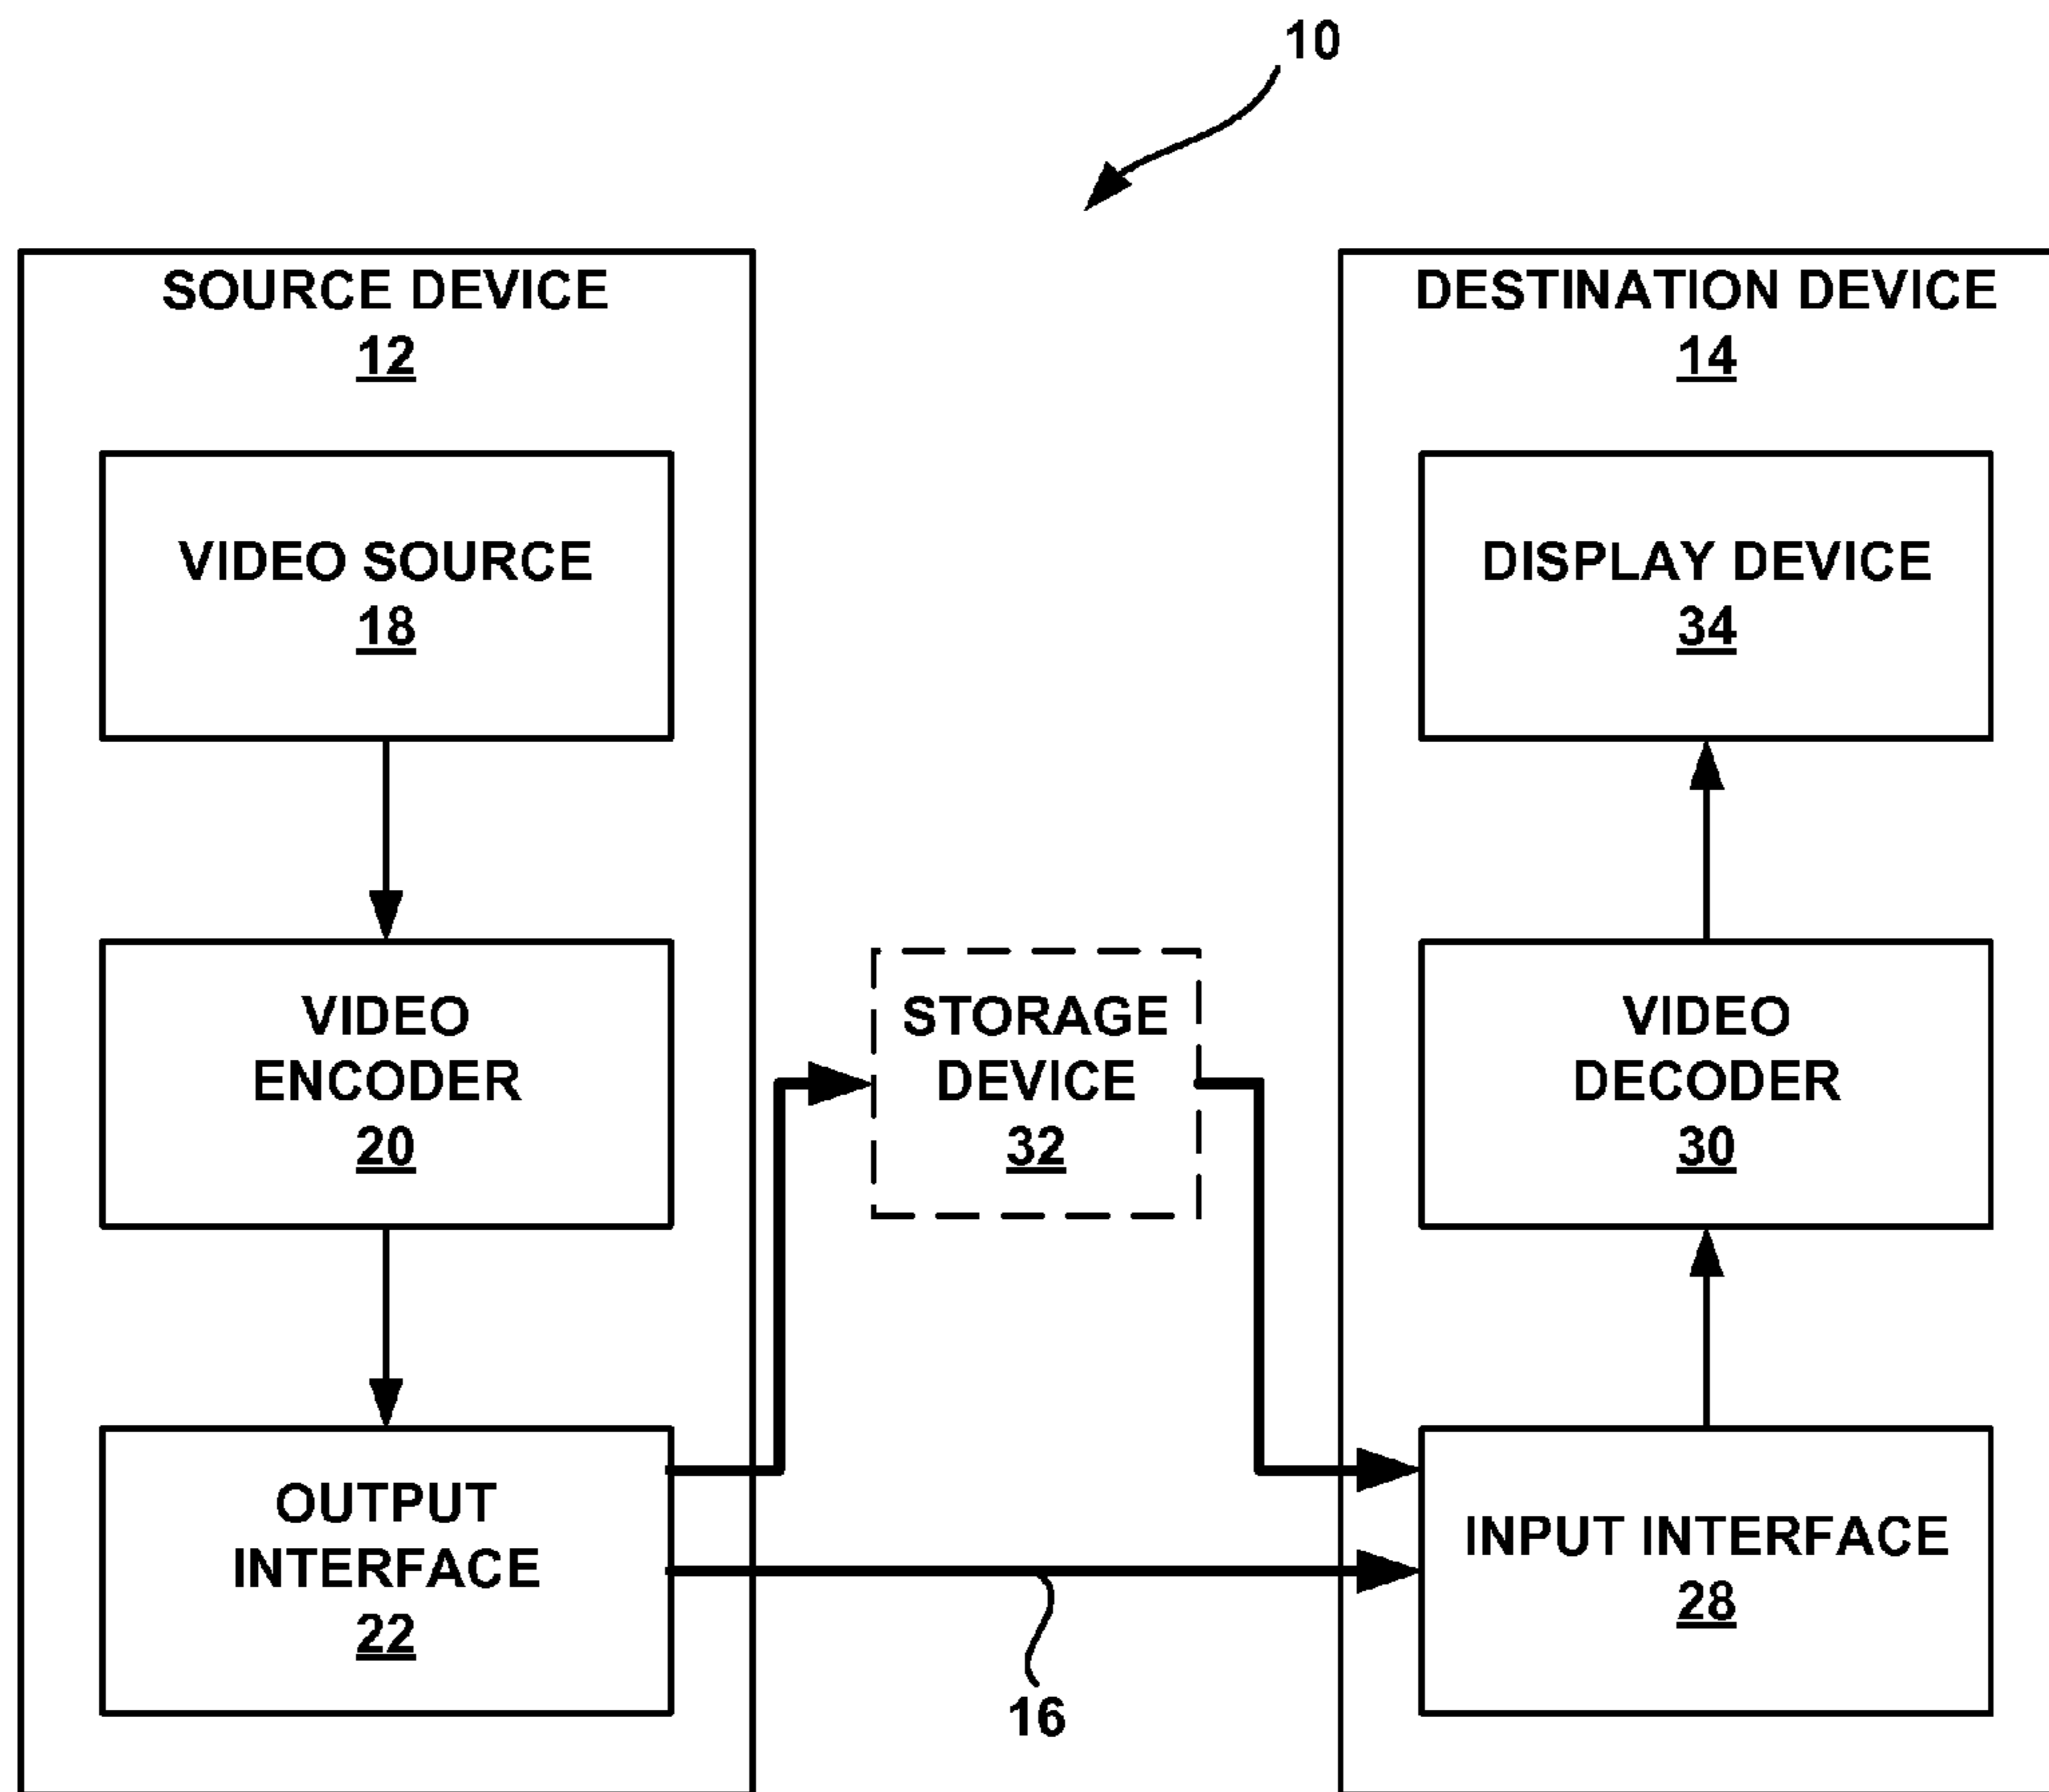 10
SOURCE DEVICE
12
VIDEO SOURCE
18
VIDEO
ENCODER
20
OUTPUT
INTERFACE
22
STORAGE
DEVICE
32
16
DESTINATION DEVICE
14
DISPLAY DEVICE
34
VIDEO
DECODER
30
INPUT INTERFACE
28